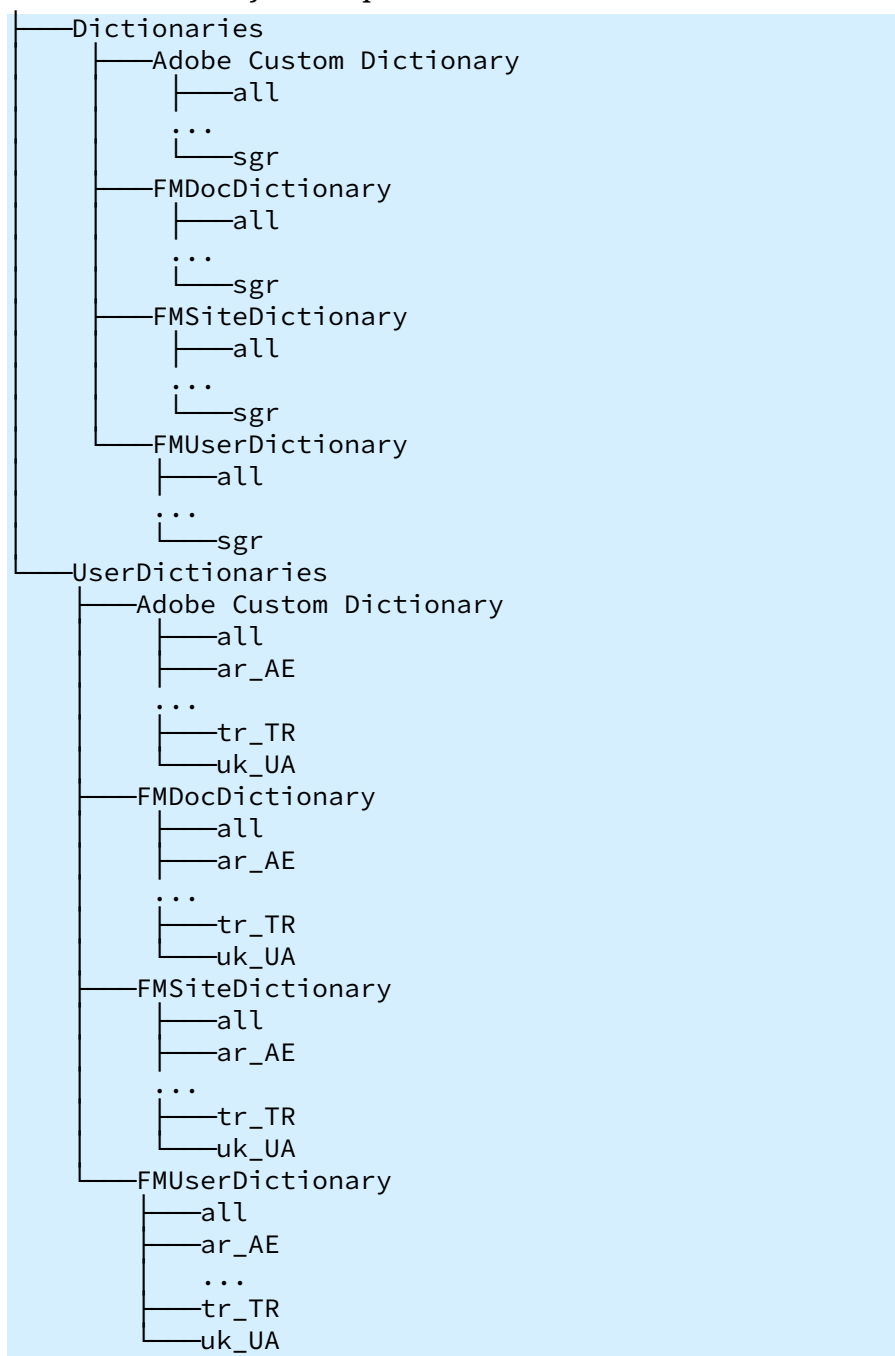 Dictionaries
Adobe Custom Dictionary
all
...
sgr
FMDocDictionary
all
...
sgr
FMSiteDictionary
all
...
sgr
FMUserDictionary
all
...
sgr
UserDictionaries
Adobe Custom Dictionary
all
ar_AE
...
tr_TR
uk_UA
FMDocDictionary
all
ar_AE
...
tr_TR
uk_UA
FMSiteDictionary
all
ar_AE
...
tr_TR
uk_UA
FMUserDictionary
all
ar_AE
...
tr_TR
uk_UA